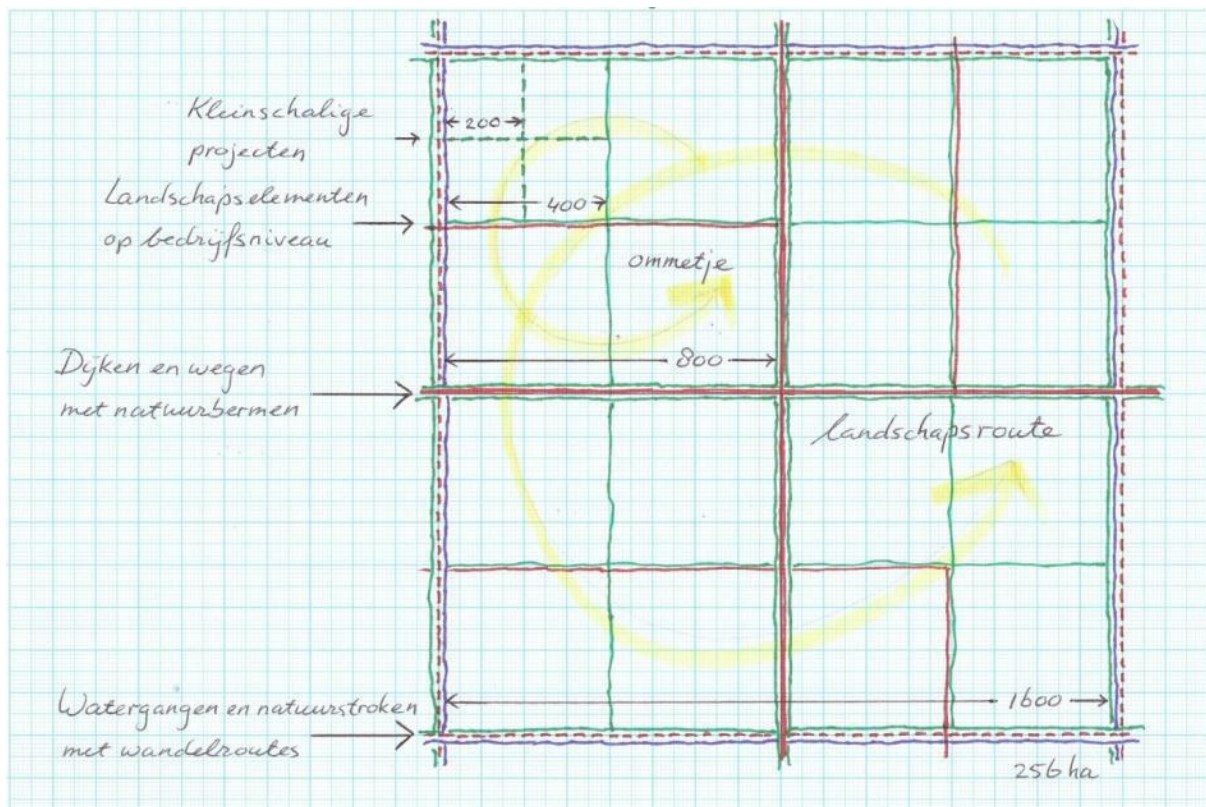 Kleinschalige
projecten
200
Landschapselementen
op bedrijfsniveau
400
ommetje
800
Dijken en wegen
met natuurbermen
landschapsroute
Watergangen en natuurstroken
met wandelroutes
1600
256 ha